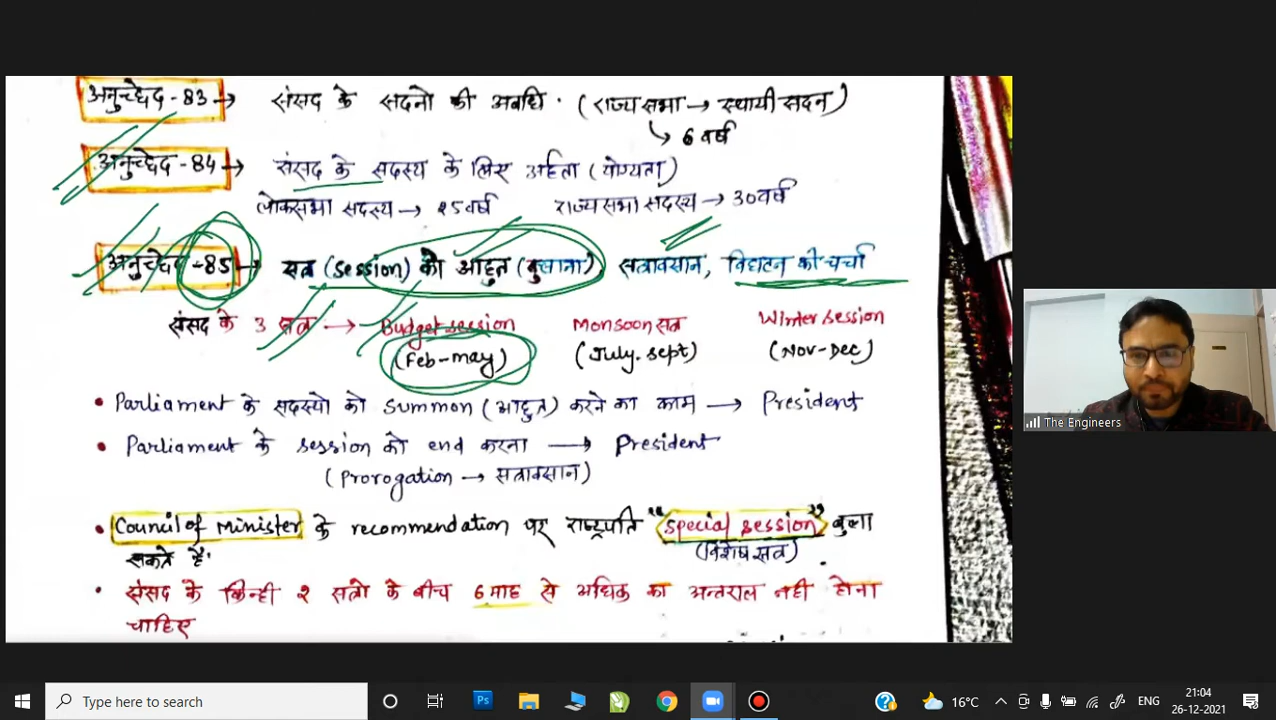 अनुच्छेद-83 → संसद के सदनो की अवधि · (राज्यसभा → स्थायी सदन)
↳ 6 वर्ष
अनुच्छेद-84 → संसद के सदस्य के लिए अर्हता (योग्यता)
लोकसभा सदस्य → 25 वर्ष राज्यसभा सदस्य → 30 वर्ष
अनुच्छेद-85 → सत्र (Session) को आहुत (बुलाना), सत्रावसान, विघटन की चर्चा
संसद के 3 सत्र → Budget session Monsoon सत्र Winter session
(Feb-may) (July-sept) (Nov-Dec)
• Parliament के सदस्यो को Summon (आहुत) करने का काम → President
• Parliament के session को end करना → President
(Prorogation → सत्रावसान)
• Council of Minister के recommendation पर राष्ट्रपति "special session" बुला
(विशेष सत्र)
सकते हैं·
• संसद के किन्ही २ सत्रो के बीच 6 माह से अधिक का अन्तराल नही होना
चाहिए
The Engineers
Type here to search
Ps
16°C
ENG
21:04
26-12-2021